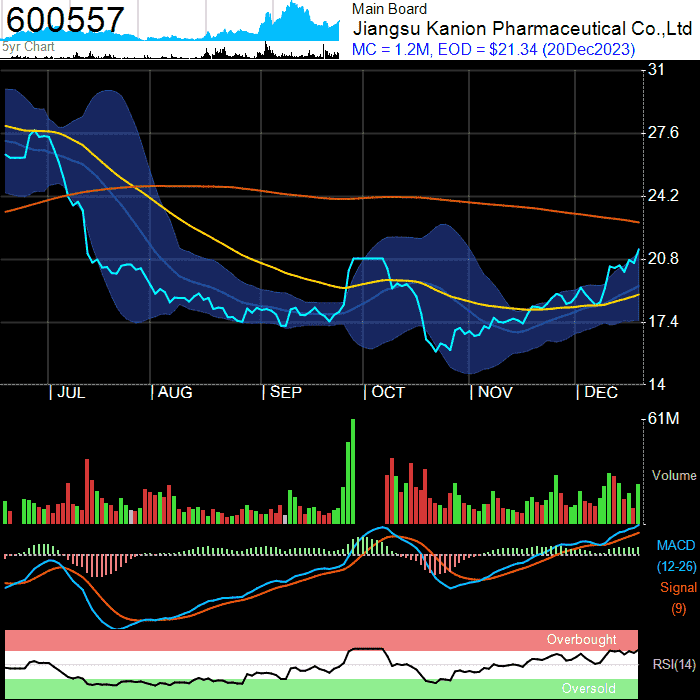 600557
5yr Chart
Main Board
Jiangsu Kanion Pharmaceutical Co.,Ltd
MC = 1.2M, EOD = $21.34 (20Dec2023)
31
27.6
24.2
20.8
17.4
14
JUL AUG SEP OCT NOV DEC
61M
Volume
MACD
(12-26)
Signal
(9)
Overbought
RSI(14)
Oversold